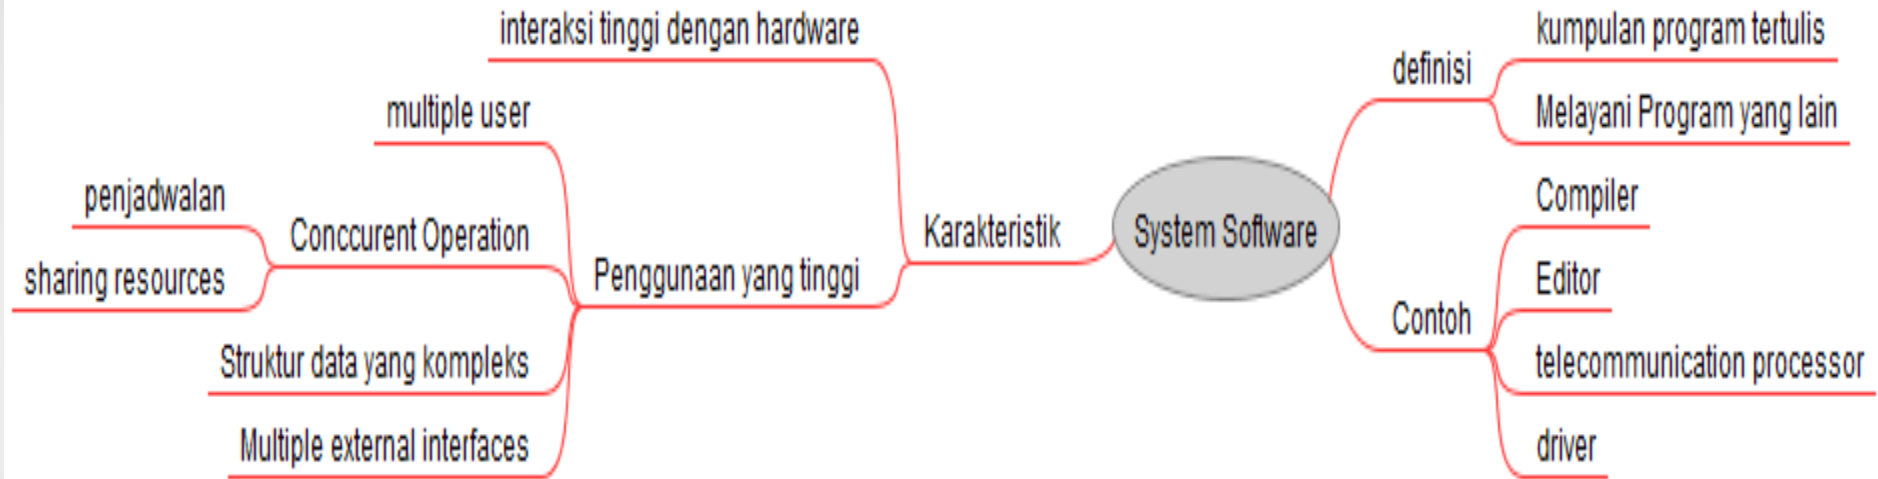 interaksi tinggi dengan hardware
multiple user
penjadwalan
Conccurent Operation
sharing resources
Penggunaan yang tinggi
Struktur data yang kompleks
Multiple external interfaces
Karakteristik
System Software
definisi
kumpulan program tertulis
Melayani Program yang lain
Contoh
Compiler
Editor
telecommunication processor
driver